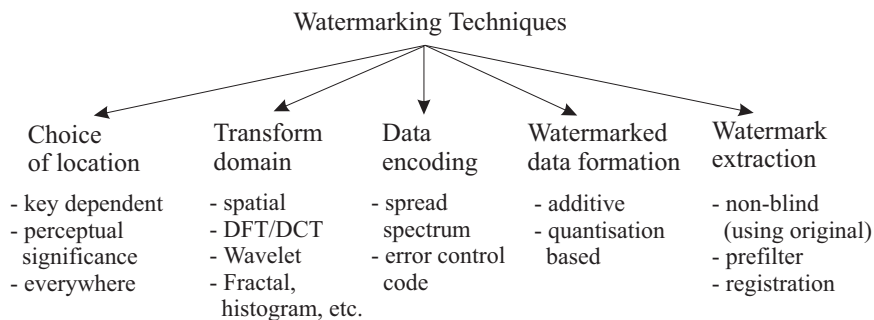 Watermarking Techniques
Choice
of location
- key dependent
- perceptual
significance
- everywhere
Transform
domain
- spatial
- DFT/DCT
- Wavelet
- Fractal,
histogram, etc.
Data
encoding
- spread
spectrum
- error control
code
Watermarked
data formation
- additive
- quantisation
based
Watermark
extraction
- non-blind
(using original)
- prefilter
- registration